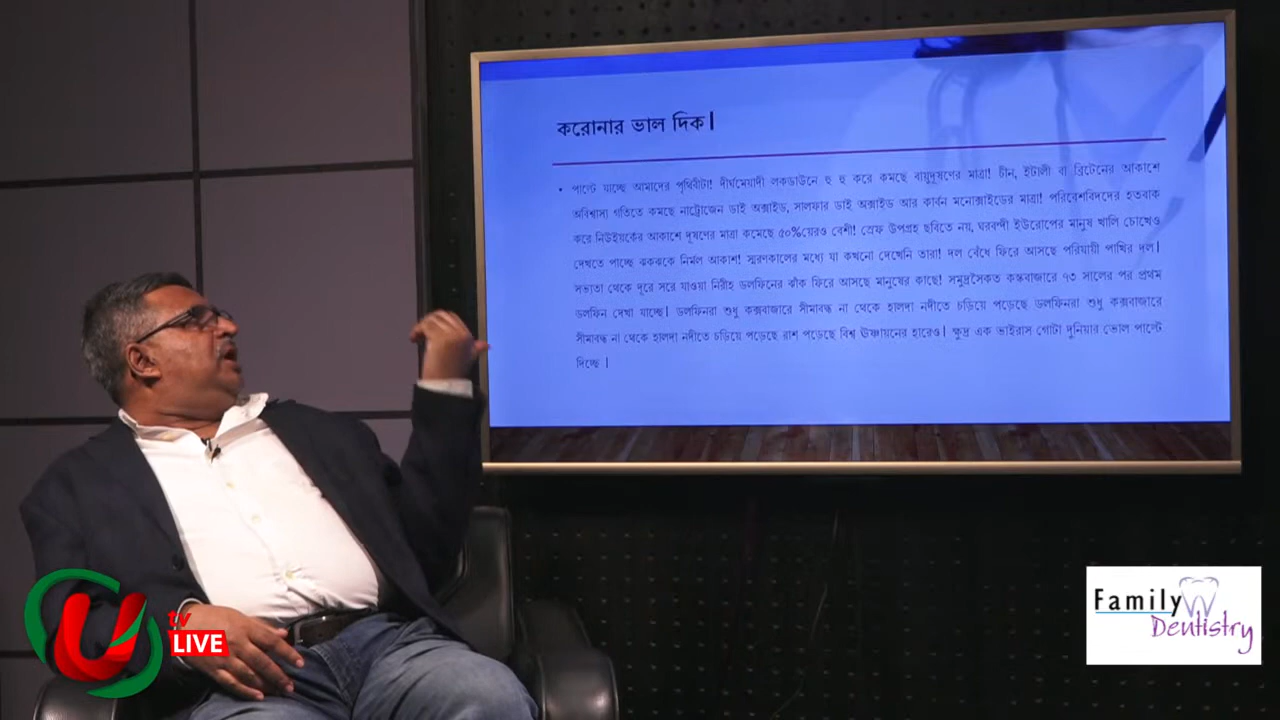 করোনার ভাল দিক|
• পাল্টে যাচ্ছে আমাদের পৃথিবীটা! দীর্ঘমেয়াদী লকডাউনে হু হু করে কমছে বায়ুদূষণের মাত্রা! চীন, ইটালী বা ব্রিটেনের আকাশে
অবিশ্বাস্য গতিতে কমছে নাট্রোজেন ডাই অক্সাইড, সালফার ডাই অক্সাইড আর কার্বন মনোক্সাইডের মাত্রা! পরিবেশবিদদের হতবাক
করে নিউইয়র্কের আকাশে দূষণের মাত্রা কমেছে ৫০%য়েরও বেশী! স্রেফ উপগ্রহ ছবিতে নয়, ঘরবন্দী ইউরোপের মানুষ খালি চোখেও
দেখতে পাচ্ছে ঝকঝকে নির্মল আকাশ! স্মরণকালের মধ্যে যা কখনো দেখেনি তারা! দল বেঁধে ফিরে আসছে পরিযায়ী পাখির দল|
সভ্যতা থেকে দূরে সরে যাওয়া নিরীহ ডলফিনের ঝাঁক ফিরে আসছে মানুষের কাছে! সমুদ্রসৈকত কক্সবাজারে ৭৩ সালের পর প্রথম
ডলফিন দেখা যাচ্ছে| ডলফিনরা শুধু কক্সবাজারে সীমাবদ্ধ না থেকে হালদা নদীতে ছড়িয়ে পড়েছে ডলফিনরা শুধু কক্সবাজারে
সীমাবদ্ধ না থেকে হালদা নদীতে চড়িয়ে পড়েছে রাশ পড়েছে বিশ্ব ঊষ্ণায়নের হারেও| ক্ষুদ্র এক ভাইরাস গোটা দুনিয়ার ভোল পাল্টে
দিচ্ছে |
U tv
LIVE
Family
Dentistry